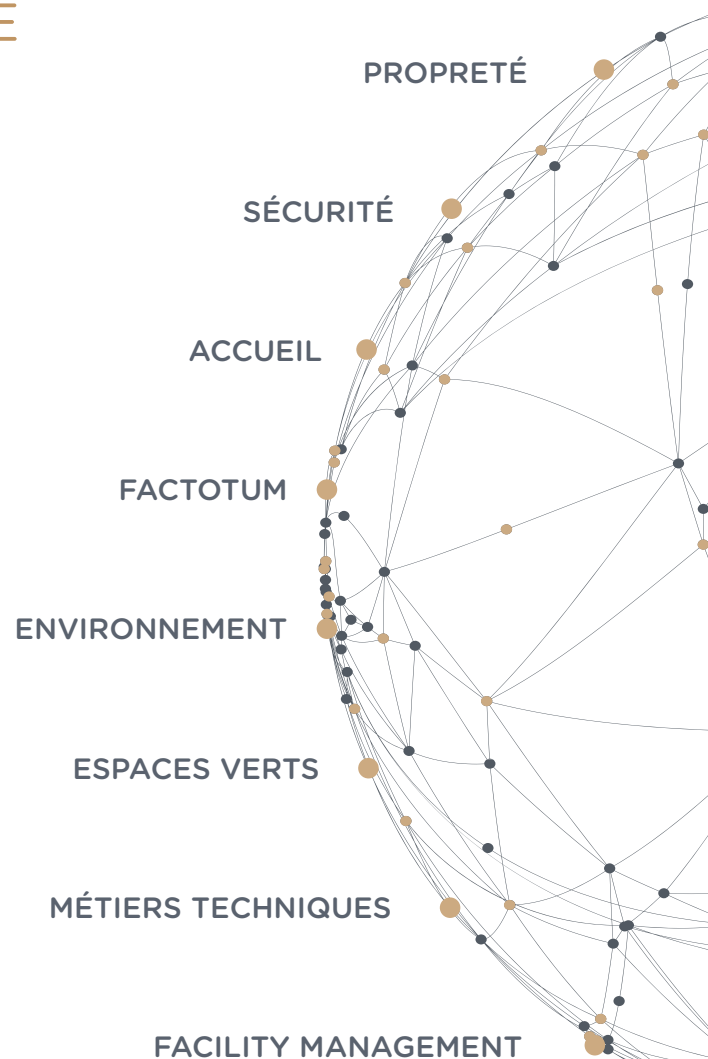 E
PROPRETÉ
SÉCURITÉ
ACCUEIL
FACTOTUM
ENVIRONNEMENT
ESPACES VERTS
MÉTIERS TECHNIQUES
FACILITY MANAGEMENT